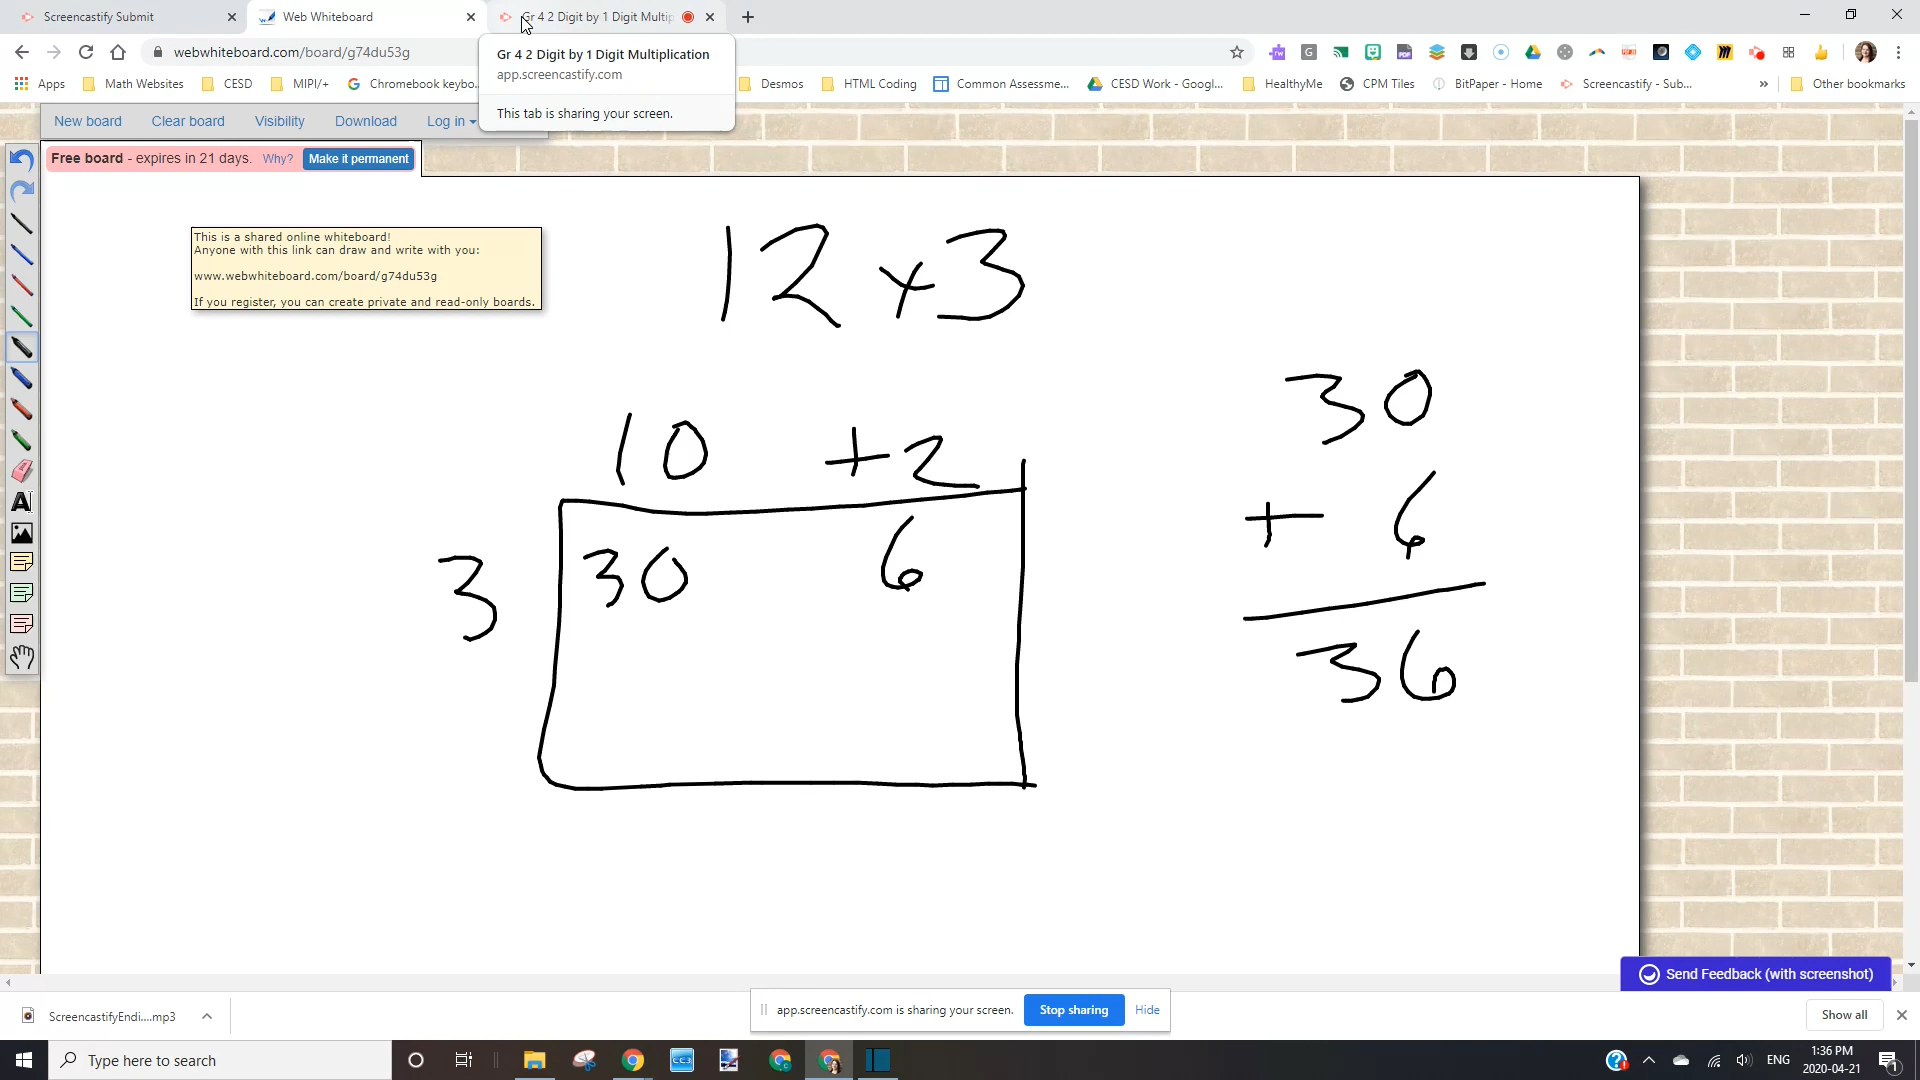 Screencastify Submit
Web Whiteboard
Gr 4 2 Digit by 1 Digit Multip
webwhiteboard.com/board/g74du53g
Gr 4 2 Digit by 1 Digit Multiplication
app.screencastify.com
This tab is sharing your screen.
Apps
Math Websites
CESD
MIPI/+
Chromebook keybo...
Desmos
HTML Coding
Common Assessme...
CESD Work - Googl...
HealthyMe
CPM Tiles
BitPaper - Home
Screencastify - Sub...
»
Other bookmarks
New board
Clear board
Visibility
Download
Log in
Free board - expires in 21 days. Why? Make it permanent
This is a shared online whiteboard!
Anyone with this link can draw and write with you:
www.webwhiteboard.com/board/g74du53g
If you register, you can create private and read-only boards.
12 x 3
10 + 2
3
30 6
30
+ 6
36
A
Send Feedback (with screenshot)
ScreencastifyEndi....mp3
app.screencastify.com is sharing your screen.
Stop sharing
Hide
Show all
Type here to search
ENG
1:36 PM
2020-04-21